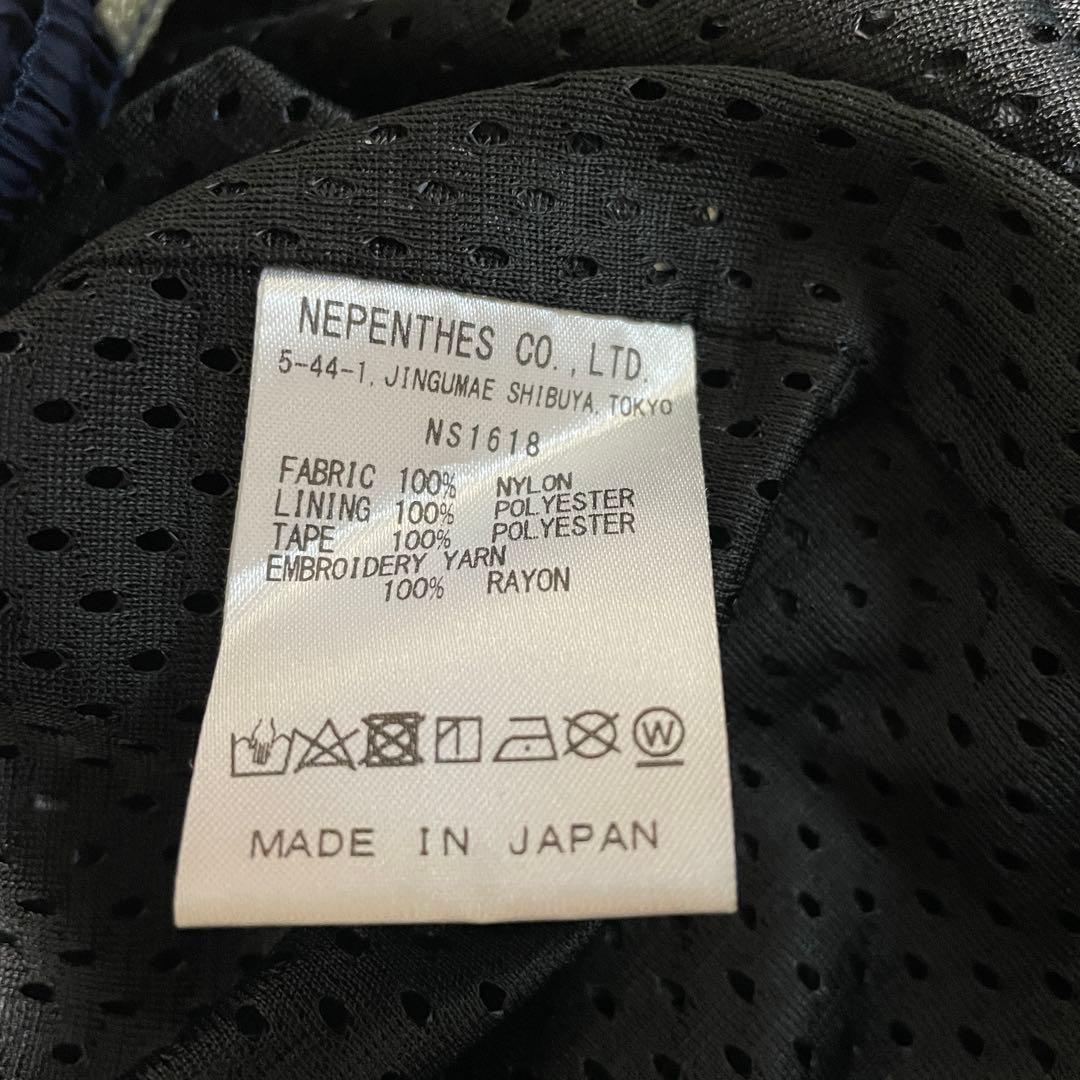 NEPENTHES CO., LTD.
5-44-1, JINGUMAE SHIBUYA, TOKYO
NS1618
FABRIC 100% NYLON
LINING 100% POLYESTER
TAPE 100% POLYESTER
EMBROIDERY YARN
100% RAYON
W
MADE IN JAPAN